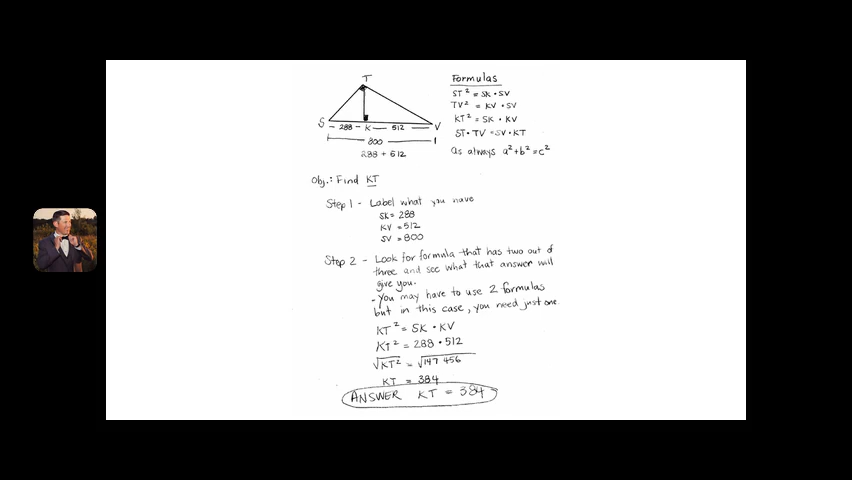 T
S
V
288 - K 512
800
288 + 512
Formulas
ST² = SK • SV
TV² = KV • SV
KT² = SK • KV
ST • TV = SV • KT
As always a²+b²=c²
Obj.: Find KT
Step 1 - Label what you have
SK = 288
KV = 512
SV = 800
Step 2 - Look for formula that has two out of
three and see what that answer will
give you.
- You may have to use 2 formulas
but in this case, you need just one.
KT² = SK • KV
KT² = 288 • 512
√KT² = √147 456
KT = 384
ANSWER KT = 384